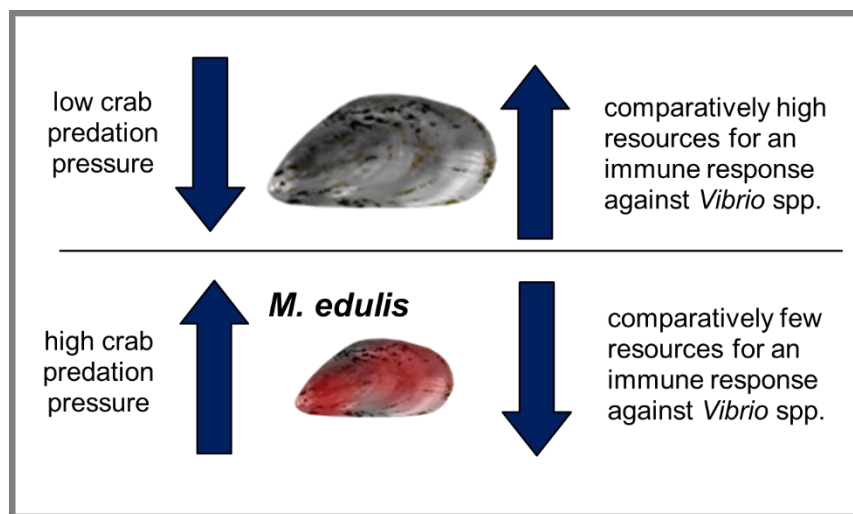 low crab
predation
pressure
comparatively high
resources for an
immune response
against Vibrio spp.
M. edulis
high crab
predation
pressure
comparatively few
resources for an
immune response
against Vibrio spp.